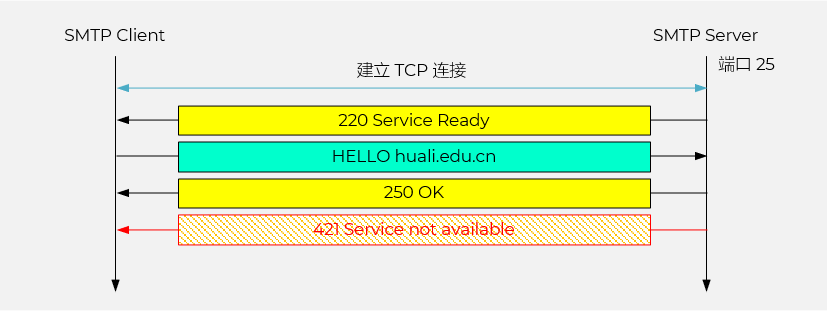 SMTP Client
SMTP Server
端口 25
建立 TCP 连接
220 Service Ready
HELLO huali.edu.cn
250 OK
421 Service not available